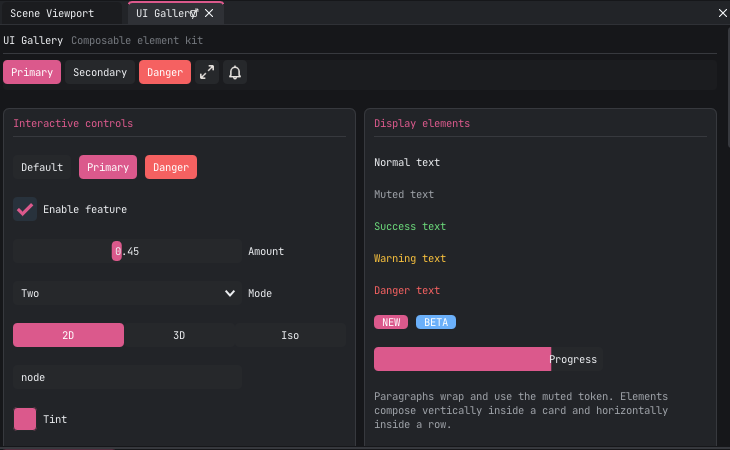 Scene Viewport
UI Gallery
UI Gallery Composable element kit
Primary Secondary Danger
Interactive controls
Default Primary Danger
Enable feature
0.45 Amount
Two Mode
2D 3D Iso
node
Tint
Display elements
Normal text
Muted text
Success text
Warning text
Danger text
NEW BETA
Progress
Paragraphs wrap and use the muted token. Elements
compose vertically inside a card and horizontally
inside a row.